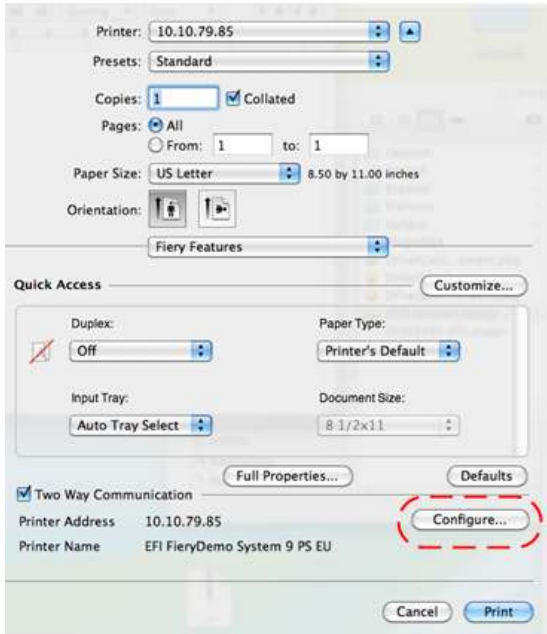 Printer: 10.10.79.85
Presets: Standard
Copies: 1 Collated
Pages: All
From: 1 to: 1
Paper Size: US Letter 8.50 by 11.00 inches
Orientation:
Fiery Features
Quick Access Customize...
Duplex: Paper Type:
Off Printer's Default
Input Tray: Document Size:
Auto Tray Select 8 1/2x11
Full Properties... Defaults
Two Way Communication
Printer Address 10.10.79.85 Configure...
Printer Name EFI FieryDemo System 9 PS EU
Cancel Print